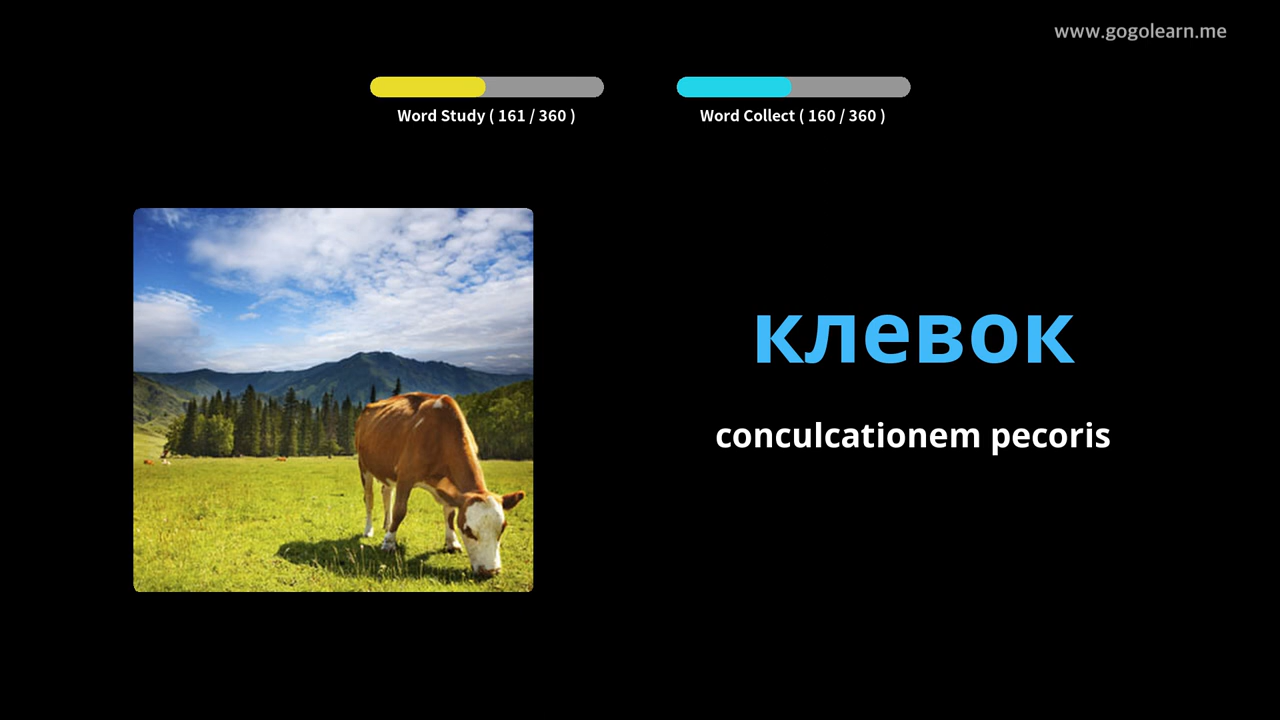 www.gogolearn.me
Word Study ( 161 / 360 )
Word Collect ( 160 / 360 )
клевок
conculcationem pecoris